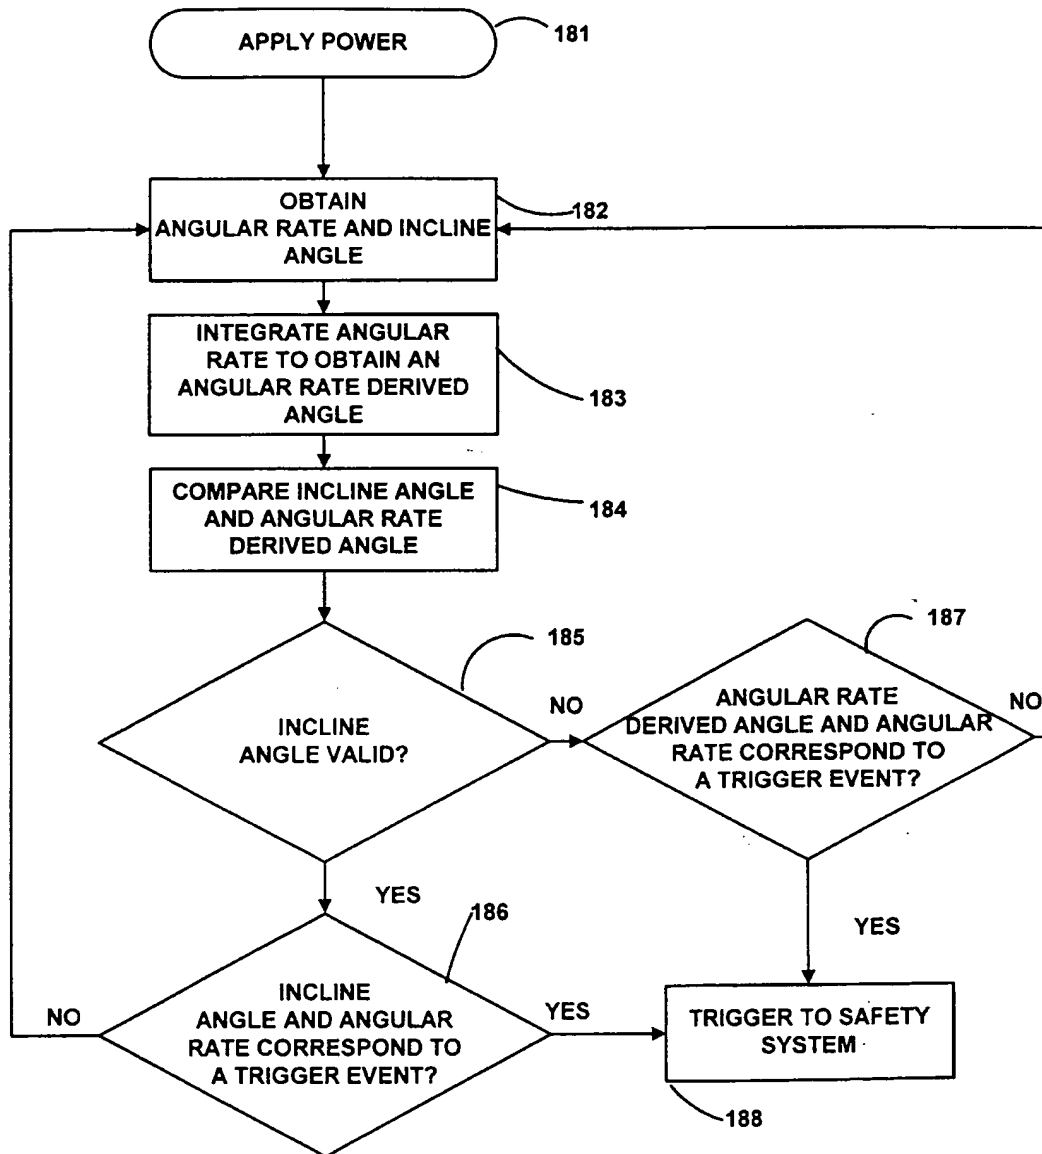 APPLY POWER
181
OBTAIN
ANGULAR RATE AND INCLINE
ANGLE
182
INTEGRATE ANGULAR
RATE TO OBTAIN AN
ANGULAR RATE DERIVED
ANGLE
183
COMPARE INCLINE ANGLE
AND ANGULAR RATE
DERIVED ANGLE
184
INCLINE
ANGLE VALID?
185
NO
YES
ANGULAR RATE
DERIVED ANGLE AND ANGULAR
RATE CORRESPOND TO
A TRIGGER EVENT?
187
NO
YES
INCLINE
ANGLE AND ANGULAR
RATE CORRESPOND TO
A TRIGGER EVENT?
186
NO
YES
TRIGGER TO SAFETY
SYSTEM
188